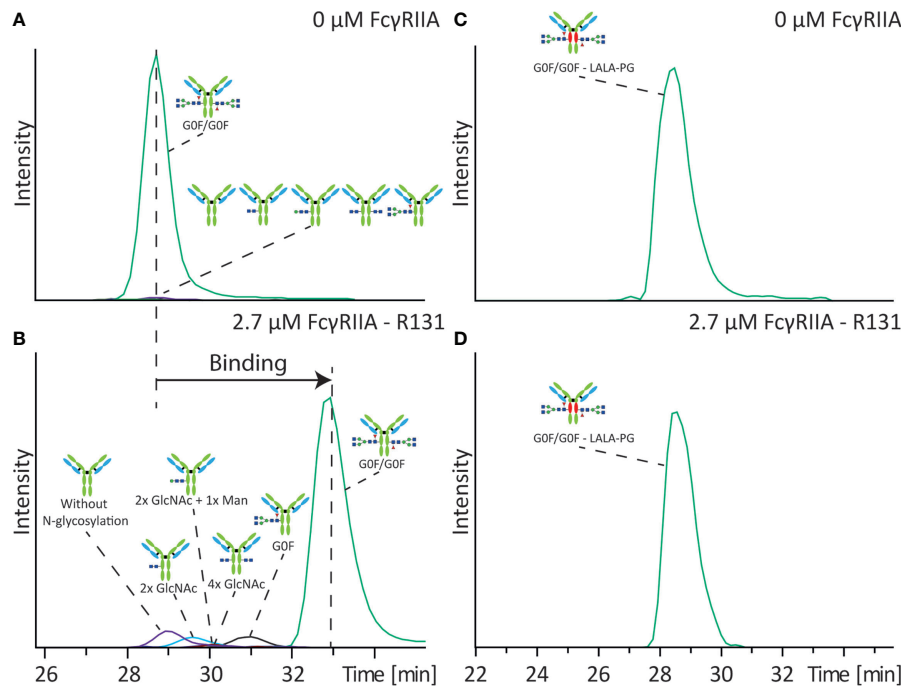 A
0 µM FcγRIIA
Intensity
G0F/G0F
B
2.7 µM FcγRIIA - R131
Binding
Intensity
G0F/G0F
Without
N-glycosylation
2x GlcNAc + 1x Man
2x GlcNAc
4x GlcNAc
G0F
26 28 30 32 Time [min]
C
0 µM FcγRIIA
Intensity
G0F/G0F - LALA-PG
D
2.7 µM FcγRIIA - R131
Intensity
G0F/G0F - LALA-PG
22 24 26 28 30 32 Time [min]